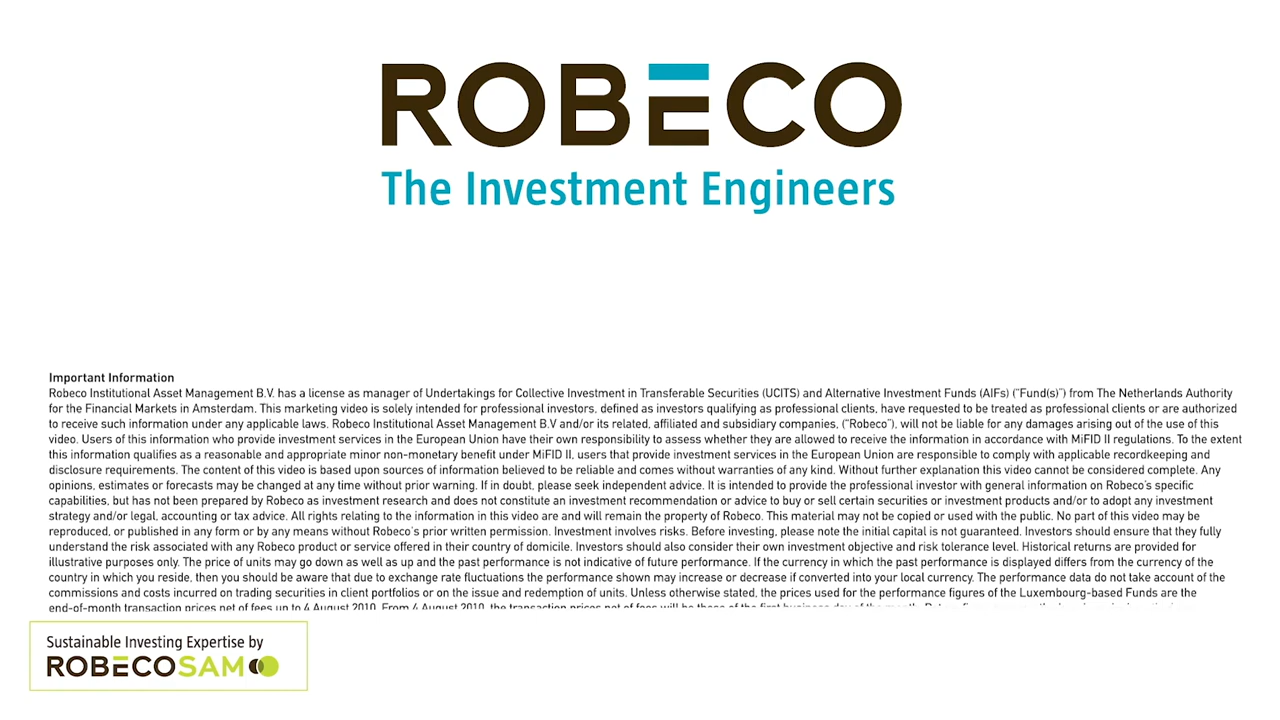 ROBECO
The Investment Engineers
Important Information
Robeco Institutional Asset Management B.V. has a license as manager of Undertakings for Collective Investment in Transferable Securities (UCITS) and Alternative Investment Funds (AIFs) (“Fund(s)”) from The Netherlands Authority
for the Financial Markets in Amsterdam. This marketing video is solely intended for professional investors, defined as investors qualifying as professional clients, have requested to be treated as professional clients or are authorized
to receive such information under any applicable laws. Robeco Institutional Asset Management B.V and/or its related, affiliated and subsidiary companies, (“Robeco”), will not be liable for any damages arising out of the use of this
video. Users of this information who provide investment services in the European Union have their own responsibility to assess whether they are allowed to receive the information in accordance with MiFID II regulations. To the extent
this information qualifies as a reasonable and appropriate minor non-monetary benefit under MiFID II, users that provide investment services in the European Union are responsible to comply with applicable recordkeeping and
disclosure requirements. The content of this video is based upon sources of information believed to be reliable and comes without warranties of any kind. Without further explanation this video cannot be considered complete. Any
opinions, estimates or forecasts may be changed at any time without prior warning. If in doubt, please seek independent advice. It is intended to provide the professional investor with general information on Robeco’s specific
capabilities, but has not been prepared by Robeco as investment research and does not constitute an investment recommendation or advice to buy or sell certain securities or investment products and/or to adopt any investment
strategy and/or legal, accounting or tax advice. All rights relating to the information in this video are and will remain the property of Robeco. This material may not be copied or used with the public. No part of this video may be
reproduced, or published in any form or by any means without Robeco's prior written permission. Investment involves risks. Before investing, please note the initial capital is not guaranteed. Investors should ensure that they fully
understand the risk associated with any Robeco product or service offered in their country of domicile. Investors should also consider their own investment objective and risk tolerance level. Historical returns are provided for
illustrative purposes only. The price of units may go down as well as up and the past performance is not indicative of future performance. If the currency in which the past performance is displayed differs from the currency of the
country in which you reside, then you should be aware that due to exchange rate fluctuations the performance shown may increase or decrease if converted into your local currency. The performance data do not take account of the
commissions and costs incurred on trading securities in client portfolios or on the issue and redemption of units. Unless otherwise stated, the prices used for the performance figures of the Luxembourg-based Funds are the
end-of-month transaction prices net of fees up to 4 August 2010. From 4 August 2010, the transaction prices net of fees will be those of the first business day of the month.
Sustainable Investing Expertise by
ROBECOSAM